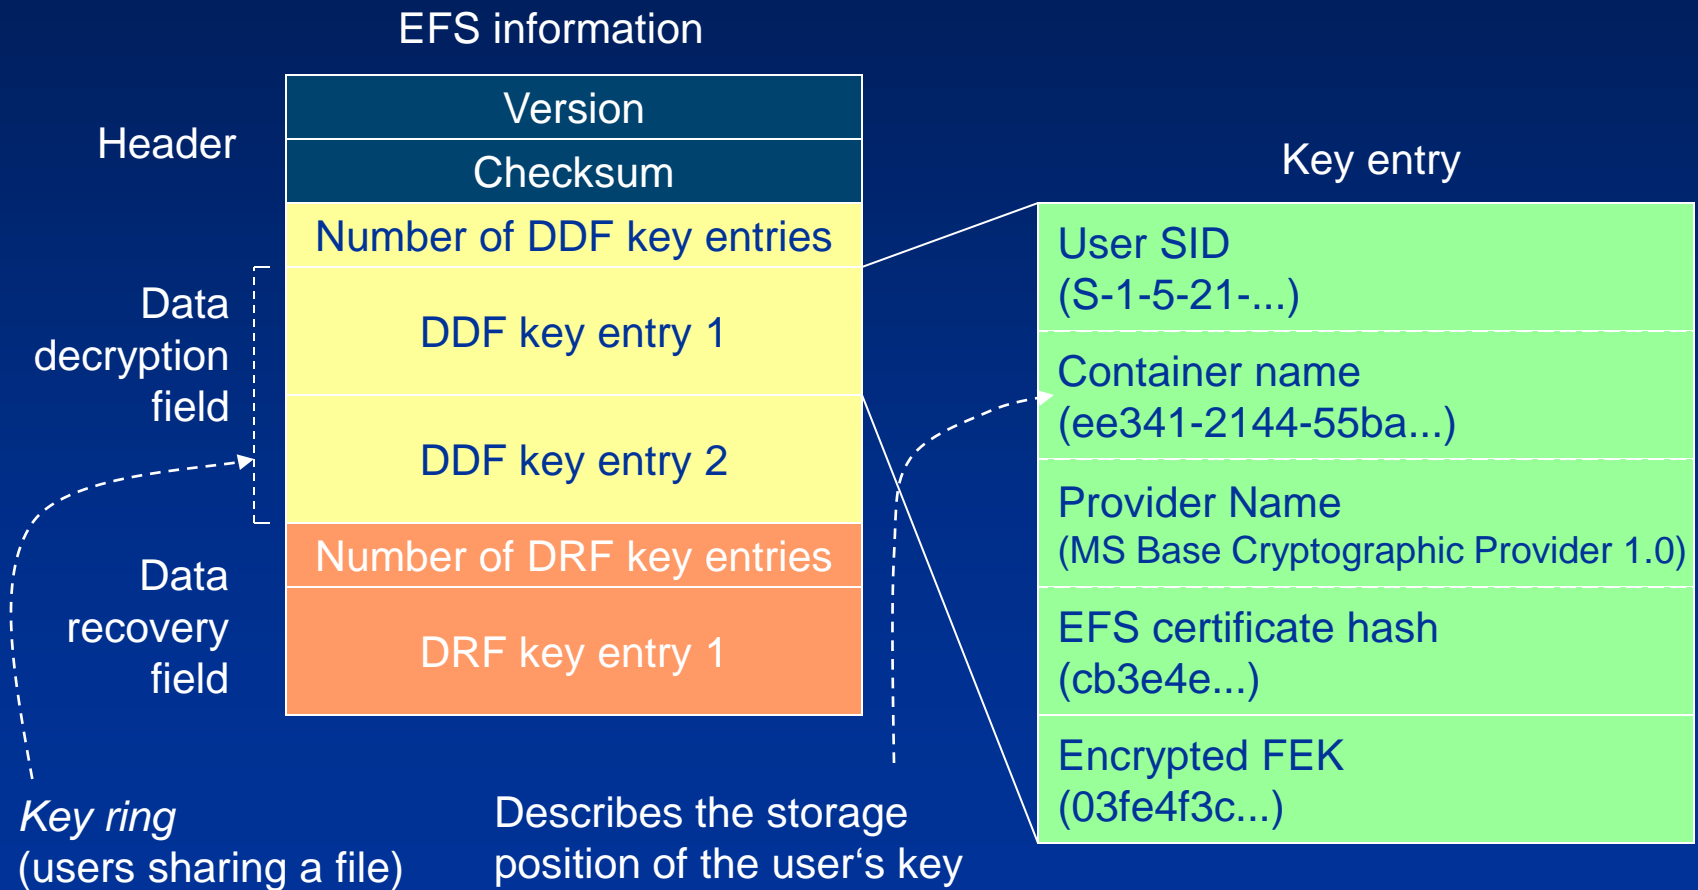 EFS information
Header
Version
Checksum
Number of DDF key entries
Data
decryption
field
DDF key entry 1
DDF key entry 2
Number of DRF key entries
Data
recovery
field
DRF key entry 1
Key ring
(users sharing a file)
Describes the storage
position of the user‘s key
Key entry
User SID
(S-1-5-21-...)
Container name
(ee341-2144-55ba...)
Provider Name
(MS Base Cryptographic Provider 1.0)
EFS certificate hash
(cb3e4e...)
Encrypted FEK
(03fe4f3c...)